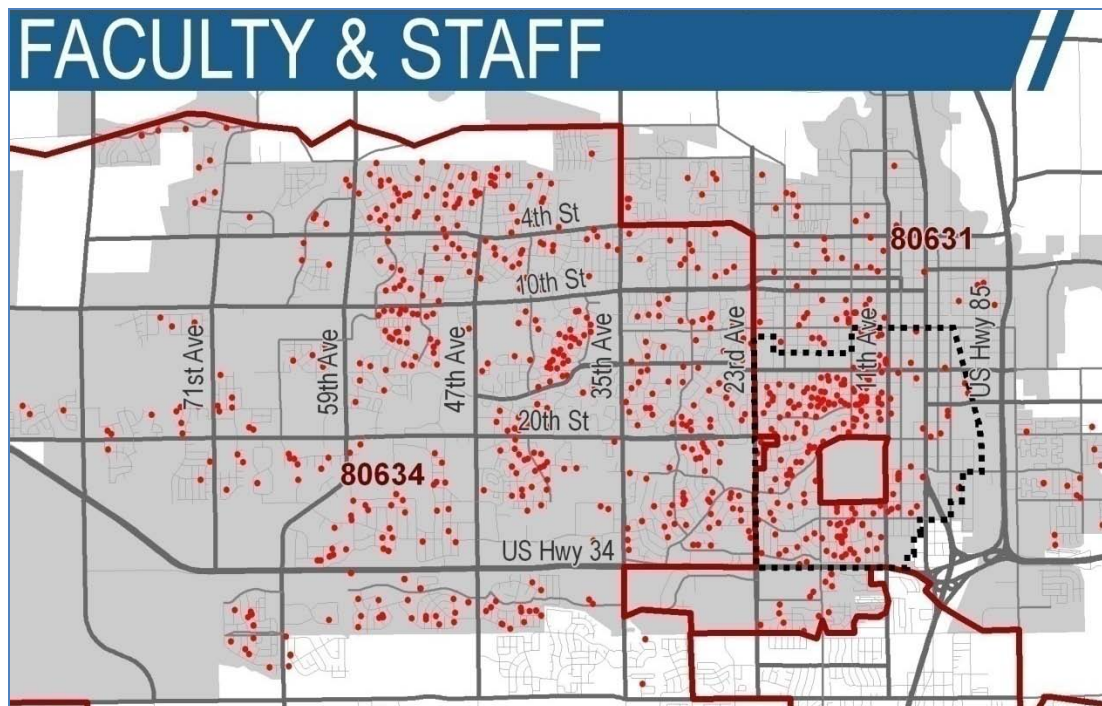 FACULTY & STAFF
4th St
80631
10th St
US Hwy 85
71st Ave
59th Ave
47th Ave
35th Ave
23rd Ave
11th Ave
20th St
80634
US Hwy 34